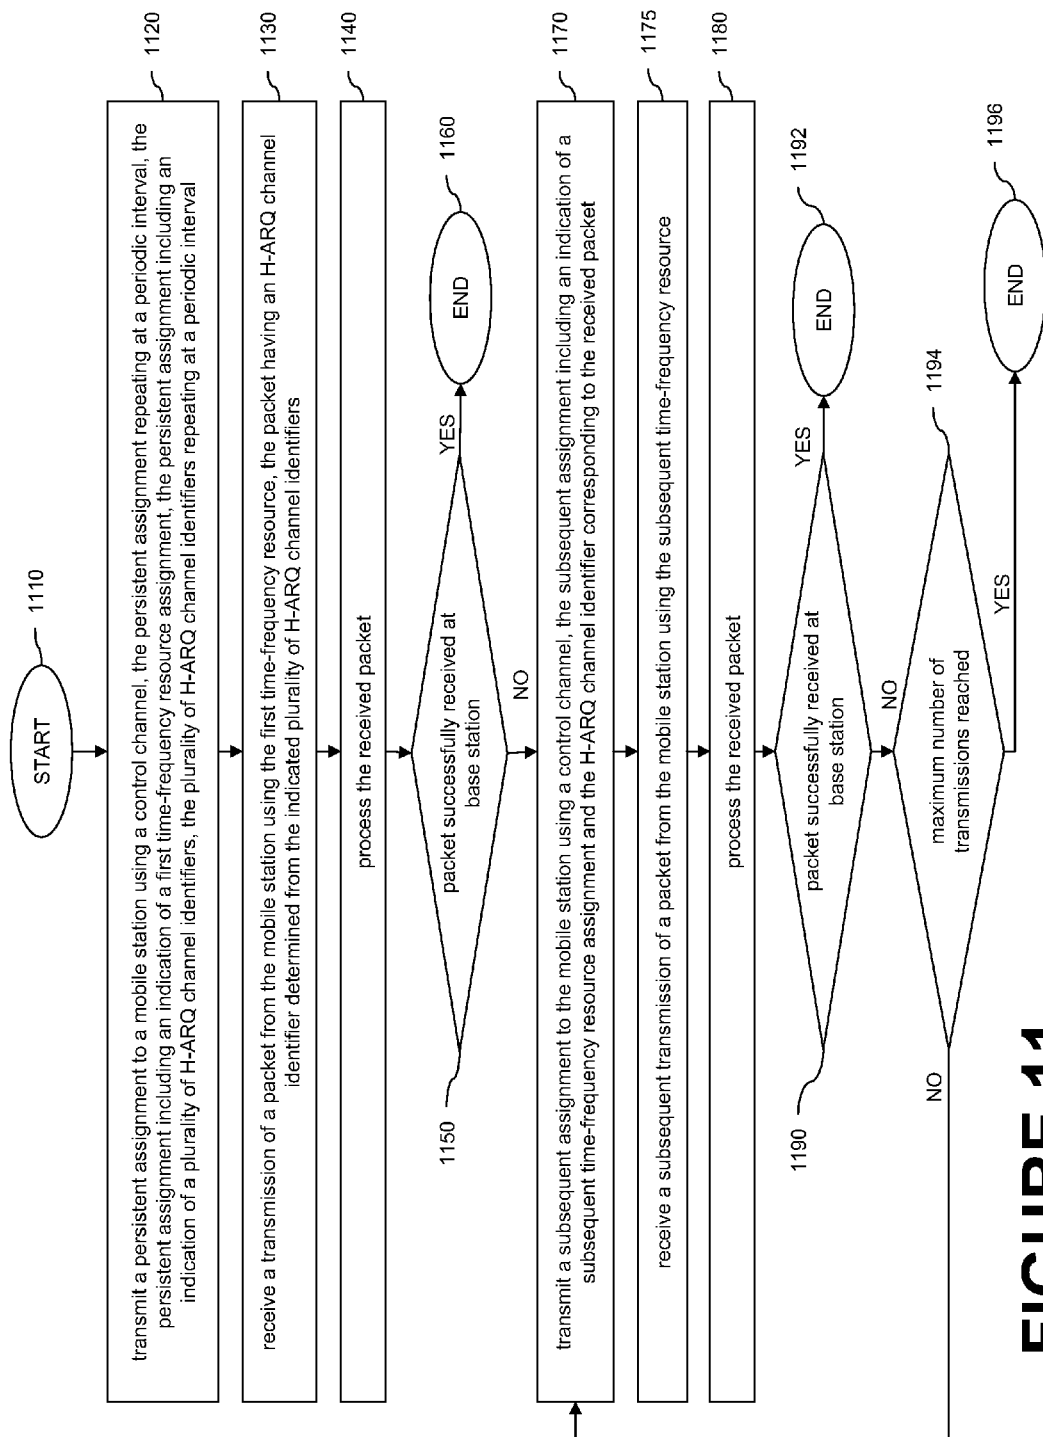 START
1110
transmit a persistent assignment to a mobile station using a control channel, the persistent assignment repeating at a periodic interval, the
persistent assignment including an indication of a first time-frequency resource assignment, the persistent assignment including an
indication of a plurality of H-ARQ channel identifiers, the plurality of H-ARQ channel identifiers repeating at a periodic interval
1120
receive a transmission of a packet from the mobile station using the first time-frequency resource, the packet having an H-ARQ channel
identifier determined from the indicated plurality of H-ARQ channel identifiers
1130
process the received packet
1140
packet successfully received at
base station
1150
YES
END
1160
NO
transmit a subsequent assignment to the mobile station using a control channel, the subsequent assignment including an indication of a
subsequent time-frequency resource assignment and the H-ARQ channel identifier corresponding to the received packet
1170
receive a subsequent transmission of a packet from the mobile station using the subsequent time-frequency resource
1175
process the received packet
1180
packet successfully received at
base station
1190
YES
END
1192
NO
maximum number of
transmissions reached
1194
NO
YES
END
1196
FIGURE 11